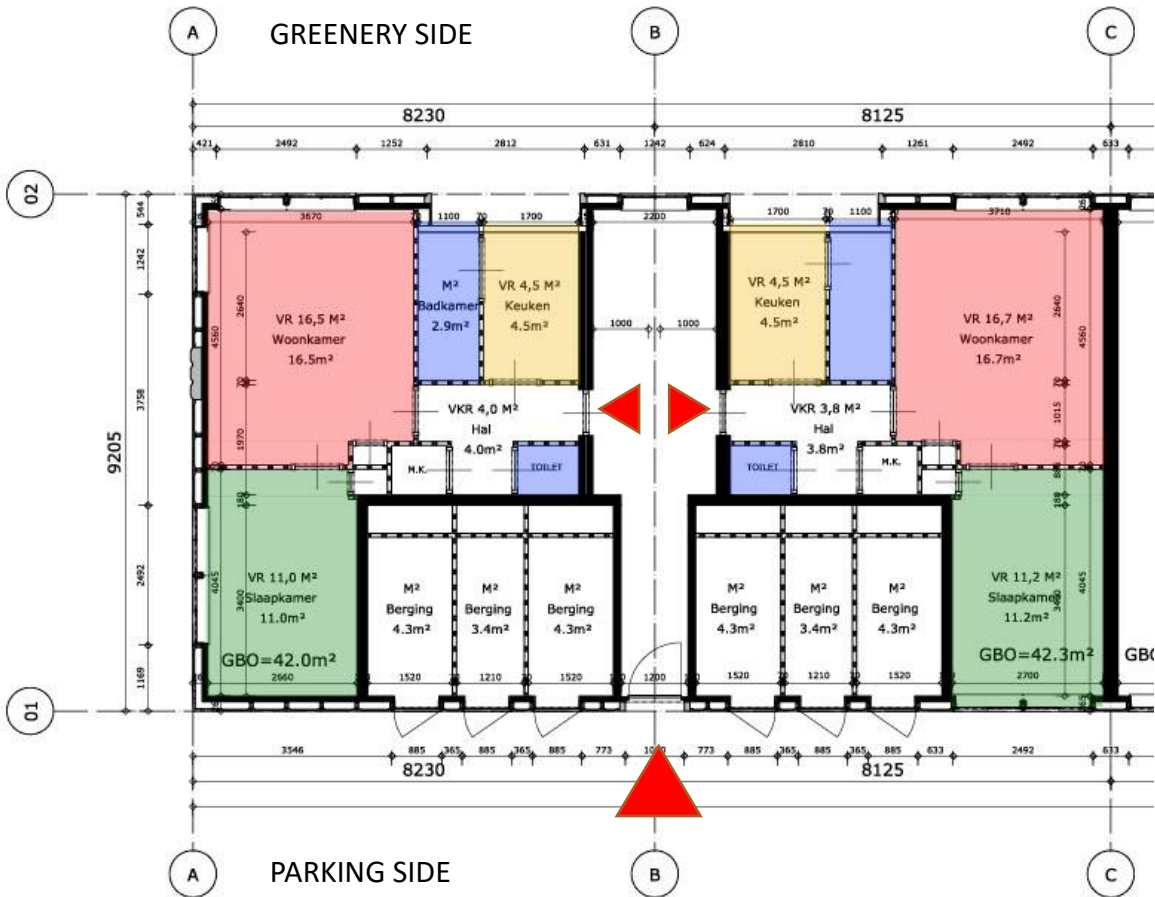 A
GREENERY SIDE
B
C
8230
8125
421
2492
1252
2812
631
1242
624
2810
1261
2492
633
02
544
1242
3758
9205
2492
1169
01
3670
1100
70
1700
2200
1700
70
1100
3710
2640
4560
70
1970
VR 16,5 M²
Woonkamer
16.5m²
M²
Badkamer
2.9m²
VR 4,5 M²
Keuken
4.5m²
1000
1000
VR 4,5 M²
Keuken
4.5m²
VR 16,7 M²
Woonkamer
16.7m²
2640
4560
70
1015
70
VKR 4,0 M²
Hal
4.0m²
M.K.
TOILET
VKR 3,8 M²
Hal
3.8m²
TOILET
M.K.
180
4045
3400
VR 11,0 M²
Slaapkamer
11.0m²
GBO=42.0m²
M²
Berging
4.3m²
M²
Berging
3.4m²
M²
Berging
4.3m²
M²
Berging
4.3m²
M²
Berging
3.4m²
M²
Berging
4.3m²
180
4045
VR 11,2 M²
Slaapkamer
11.2m²
GBO=42.3m²
2660
1520
1210
1520
1200
1520
1210
1520
2700
3346
885
365
885
365
885
773
773
885
365
885
365
885
633
2492
633
8230
8125
A
PARKING SIDE
B
C